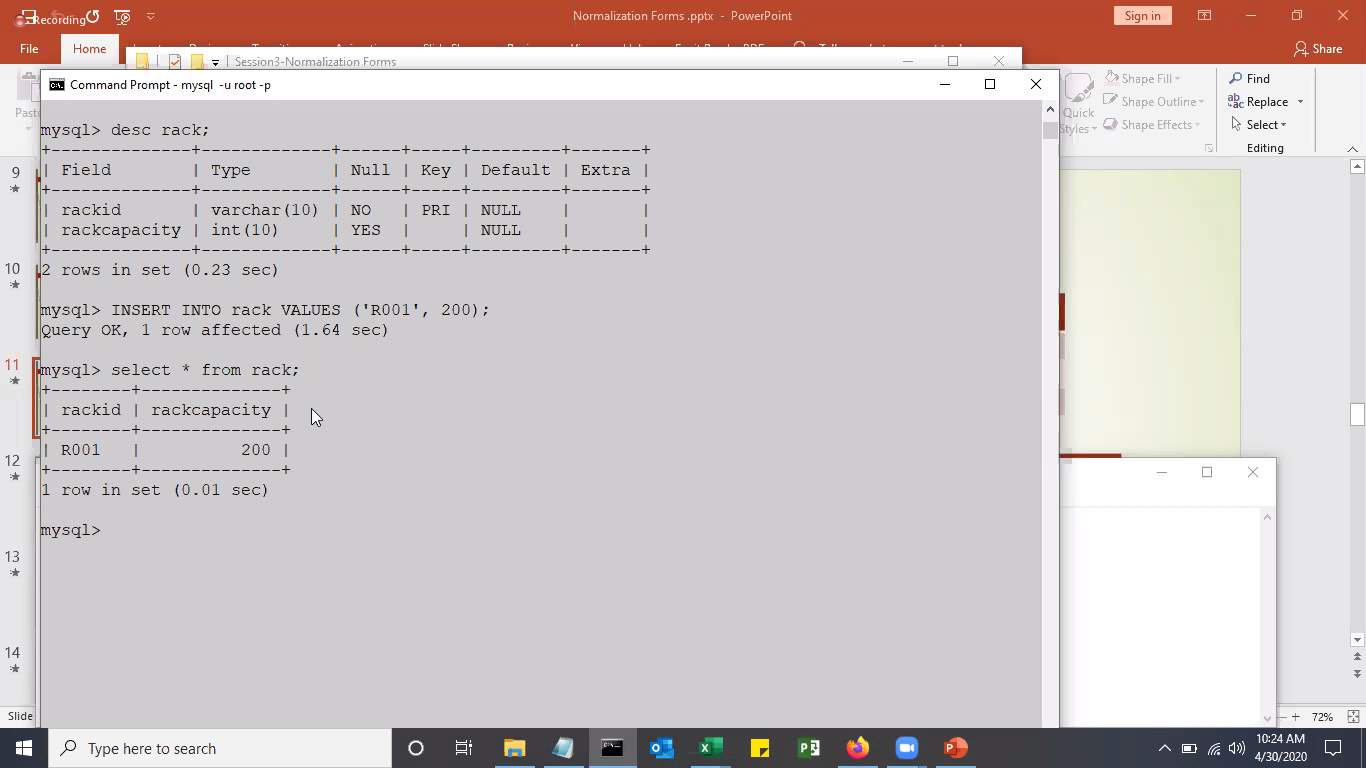 Recording
Normalization Forms .pptx - PowerPoint
Sign in
File
Home
Share
Session3-Normalization Forms
Paste
Shape Fill
Shape Outline
Shape Effects
Quick
Styles
Find
Replace
Select
Editing
Command Prompt - mysql -u root -p
mysql> desc rack;
+--------------+-------------+------+-----+---------+-------+
| Field        | Type        | Null | Key | Default | Extra |
+--------------+-------------+------+-----+---------+-------+
| rackid       | varchar(10) | NO   | PRI | NULL    |       |
| rackcapacity | int(10)     | YES  |     | NULL    |       |
+--------------+-------------+------+-----+---------+-------+
2 rows in set (0.23 sec)
mysql> INSERT INTO rack VALUES ('R001', 200);
Query OK, 1 row affected (1.64 sec)
mysql> select * from rack;
+--------+--------------+
| rackid | rackcapacity |
+--------+--------------+
| R001   |          200 |
+--------+--------------+
1 row in set (0.01 sec)
mysql>
9
10
11
12
13
14
Slide
72%
Type here to search
10:24 AM
4/30/2020